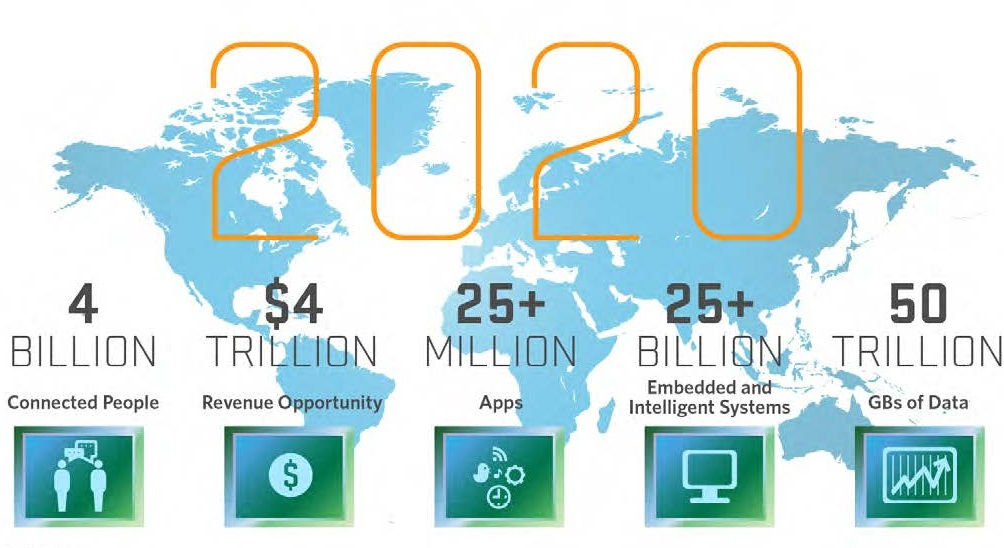 2020
4
BILLION
Connected People
$4
TRILLION
Revenue Opportunity
25+
MILLION
Apps
25+
BILLION
Embedded and
Intelligent Systems
50
TRILLION
GBs of Data
$